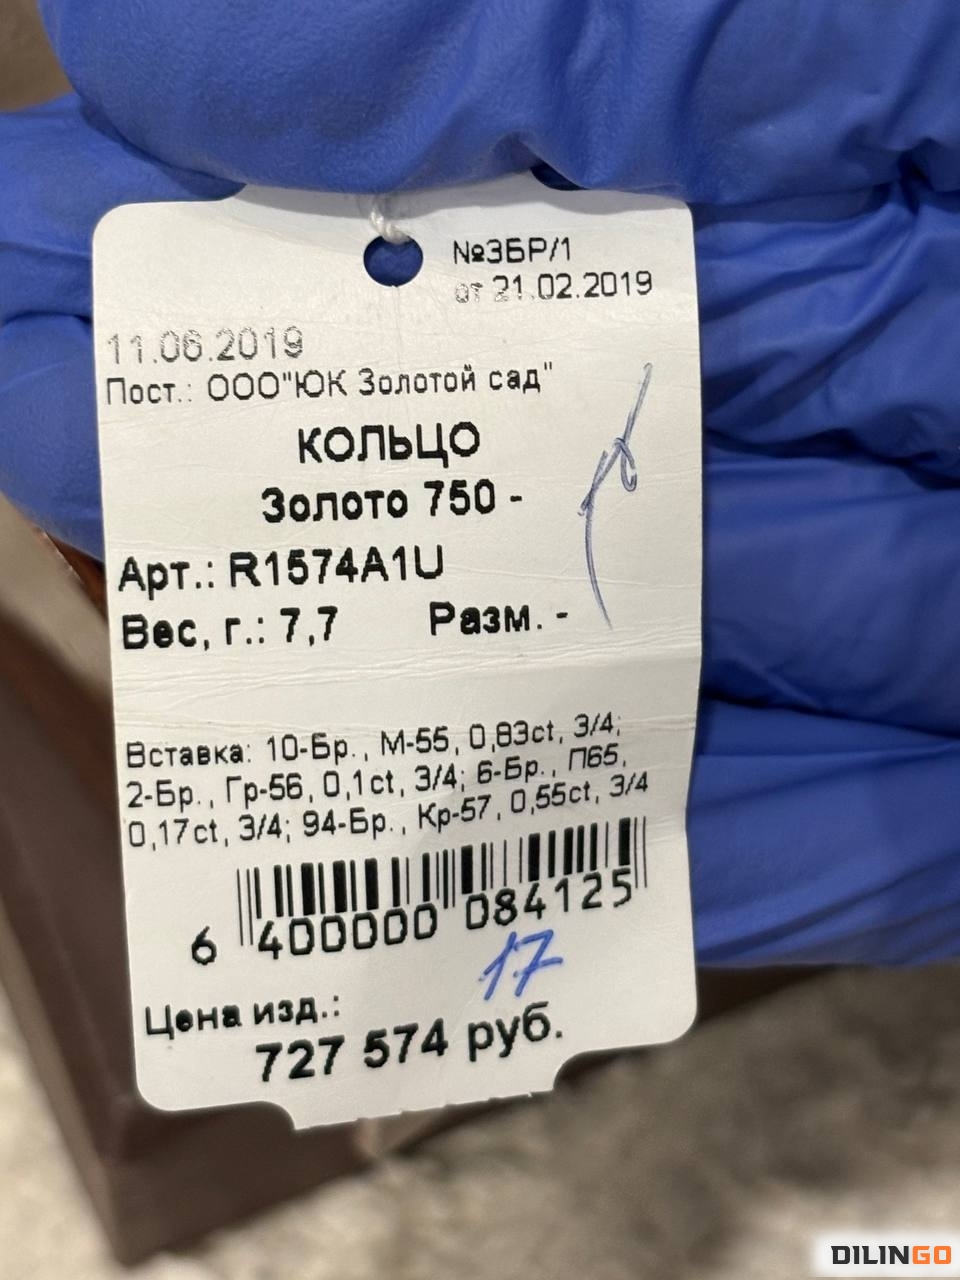 №3БР/1
от 21.02.2019
11.06.2019
Пост.: ООО"ЮК Золотой сад"
КОЛЬЦО
Золото 750 -
Арт.: R1574A1U
Вес, г.: 7,7 Разм. -
Вставка: 10-Бр., М-55, 0,83ct, 3/4;
2-Бр., Гр-56, 0,1ct, 3/4; 6-Бр., П65,
0,17ct, 3/4; 94-Бр., Кр-57, 0,55ct, 3/4
6 400000 084125
17
Цена изд.:
727 574 руб.
DILINGO